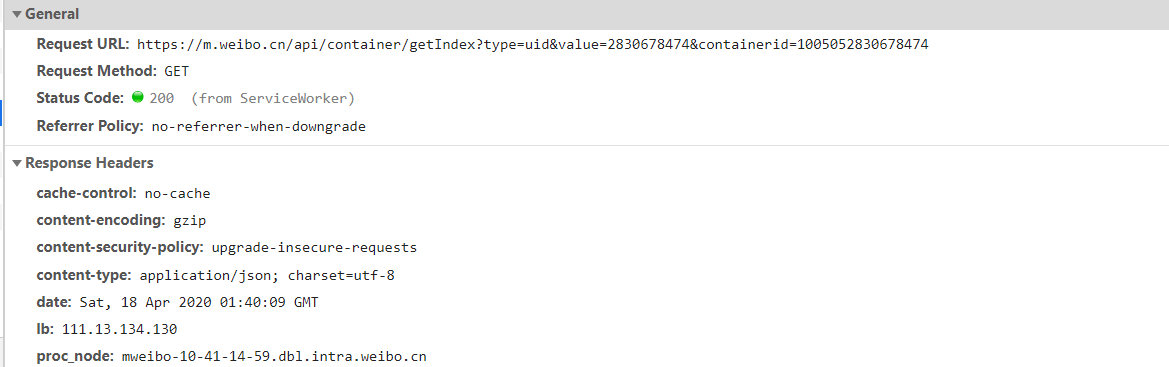 General
Request URL: https://m.weibo.cn/api/container/getIndex?type=uid&value=2830678474&containerid=1005052830678474
Request Method: GET
Status Code: 200 (from ServiceWorker)
Referrer Policy: no-referrer-when-downgrade
Response Headers
cache-control: no-cache
content-encoding: gzip
content-security-policy: upgrade-insecure-requests
content-type: application/json; charset=utf-8
date: Sat, 18 Apr 2020 01:40:09 GMT
lb: 111.13.134.130
proc_node: mweibo-10-41-14-59.dbl.intra.weibo.cn